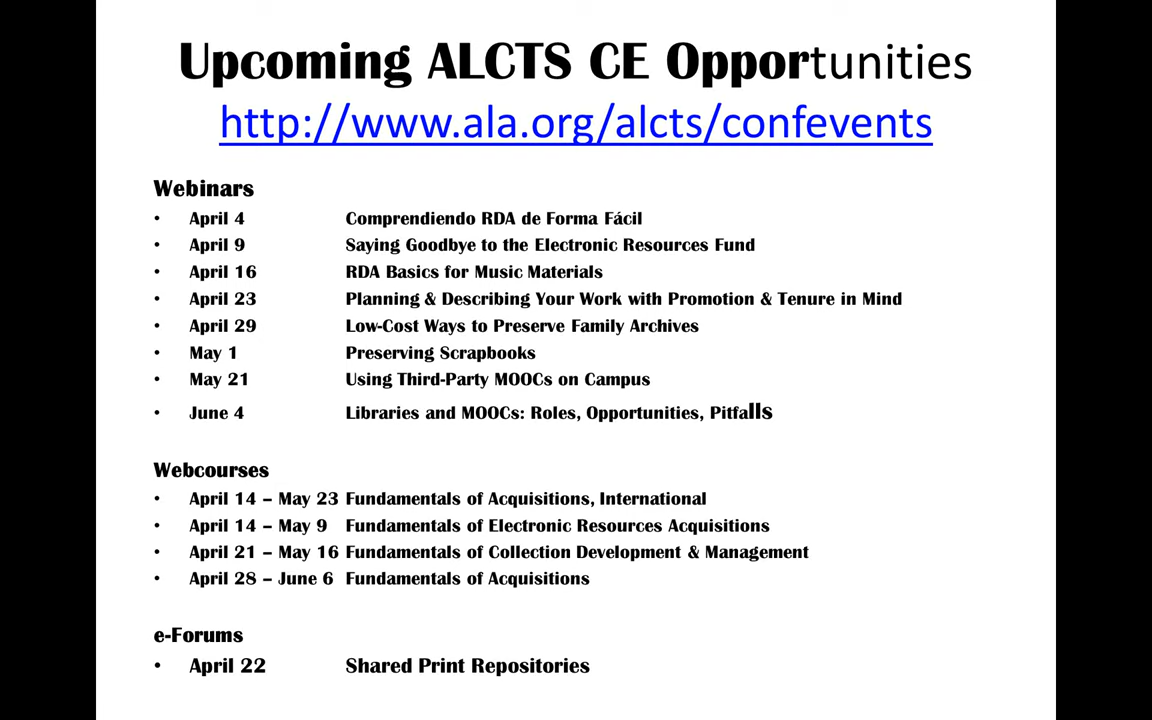 Upcoming ALCTS CE Opportunities
http://www.ala.org/alcts/confevents
Webinars
• April 4 Comprendiendo RDA de Forma Fácil
• April 9 Saying Goodbye to the Electronic Resources Fund
• April 16 RDA Basics for Music Materials
• April 23 Planning & Describing Your Work with Promotion & Tenure in Mind
• April 29 Low-Cost Ways to Preserve Family Archives
• May 1 Preserving Scrapbooks
• May 21 Using Third-Party MOOCs on Campus
• June 4 Libraries and MOOCs: Roles, Opportunities, Pitfalls
Webcourses
• April 14 – May 23 Fundamentals of Acquisitions, International
• April 14 – May 9 Fundamentals of Electronic Resources Acquisitions
• April 21 – May 16 Fundamentals of Collection Development & Management
• April 28 – June 6 Fundamentals of Acquisitions
e-Forums
• April 22 Shared Print Repositories